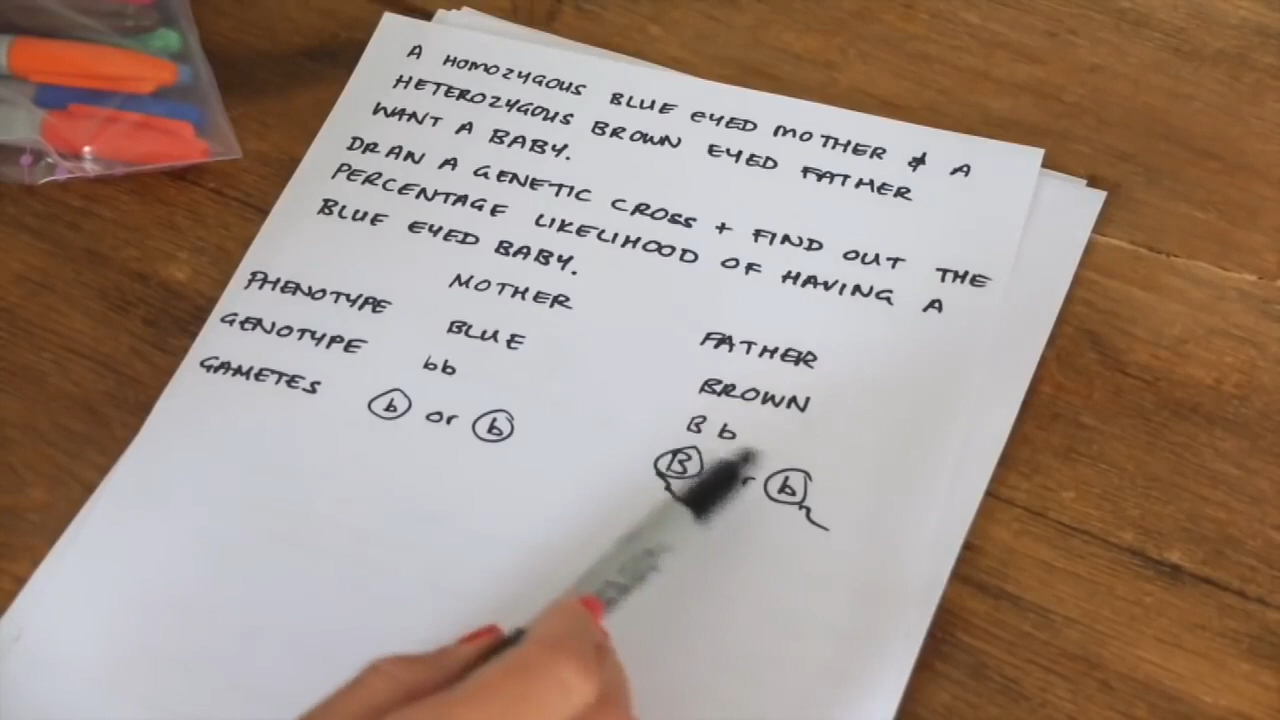 A HOMOZYGOUS BLUE EYED MOTHER & A
HETEROZYGOUS BROWN EYED FATHER
WANT A BABY.
DRAW A GENETIC CROSS + FIND OUT THE
PERCENTAGE LIKELIHOOD OF HAVING A
BLUE EYED BABY.
MOTHER FATHER
PHENOTYPE BLUE BROWN
GENOTYPE bb B b
GAMETES b or b B b